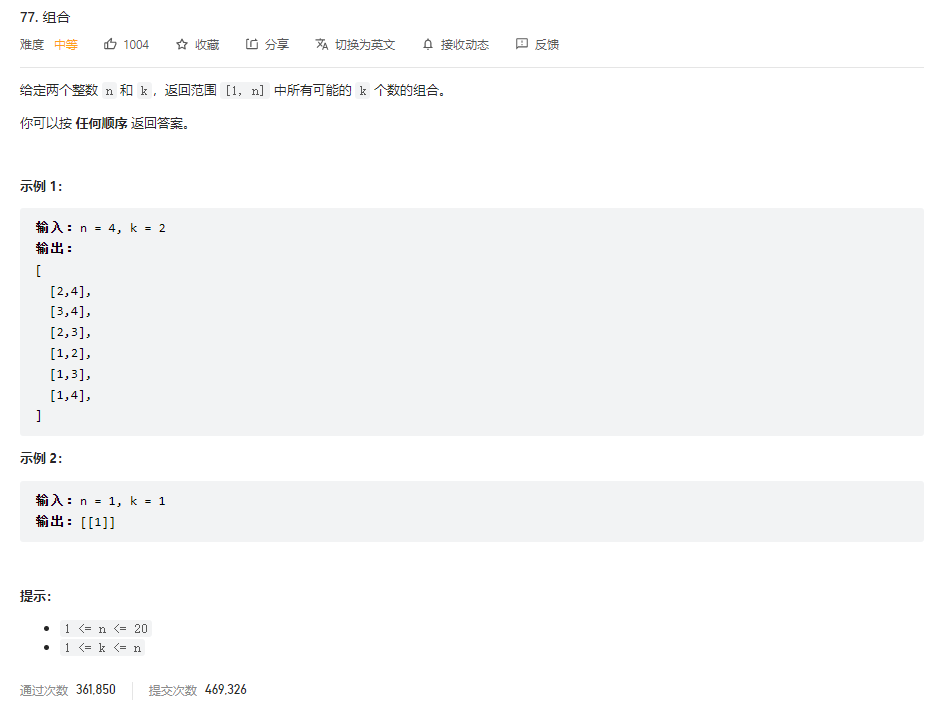 77. 组合
难度 中等 1004 收藏 分享 切换为英文 接收动态 反馈
给定两个整数 n 和 k，返回范围 [1, n] 中所有可能的 k 个数的组合。
你可以按 任何顺序 返回答案。
示例 1：
输入：n = 4, k = 2
输出：
[
[2,4],
[3,4],
[2,3],
[1,2],
[1,3],
[1,4],
]
示例 2：
输入：n = 1, k = 1
输出：[[1]]
提示：
1 <= n <= 20
1 <= k <= n
通过次数 361,850 提交次数 469,326